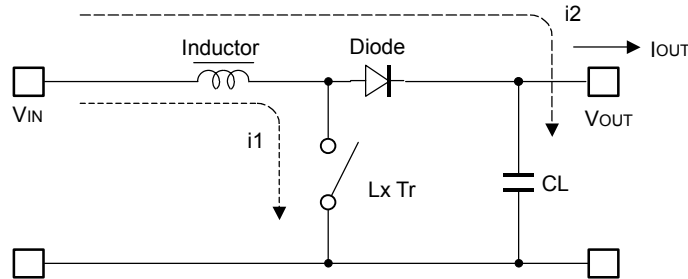 i2
Inductor
Diode
IOUT
VIN
VOUT
i1
Lx Tr
CL